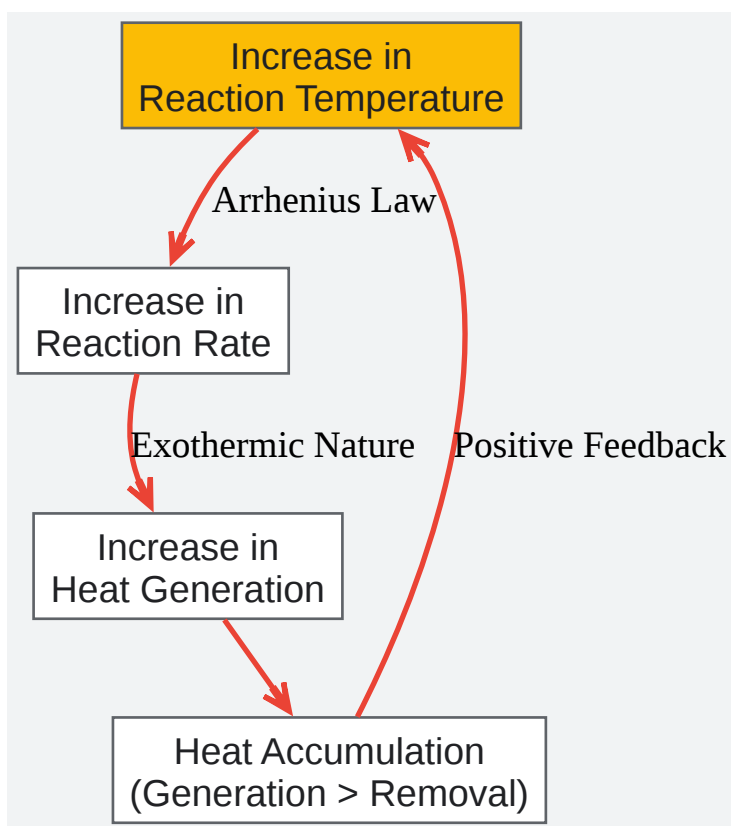 Increase in
Reaction Temperature
Arrhenius Law
Increase in
Reaction Rate
Exothermic Nature
Positive Feedback
Increase in
Heat Generation
Heat Accumulation
(Generation > Removal)